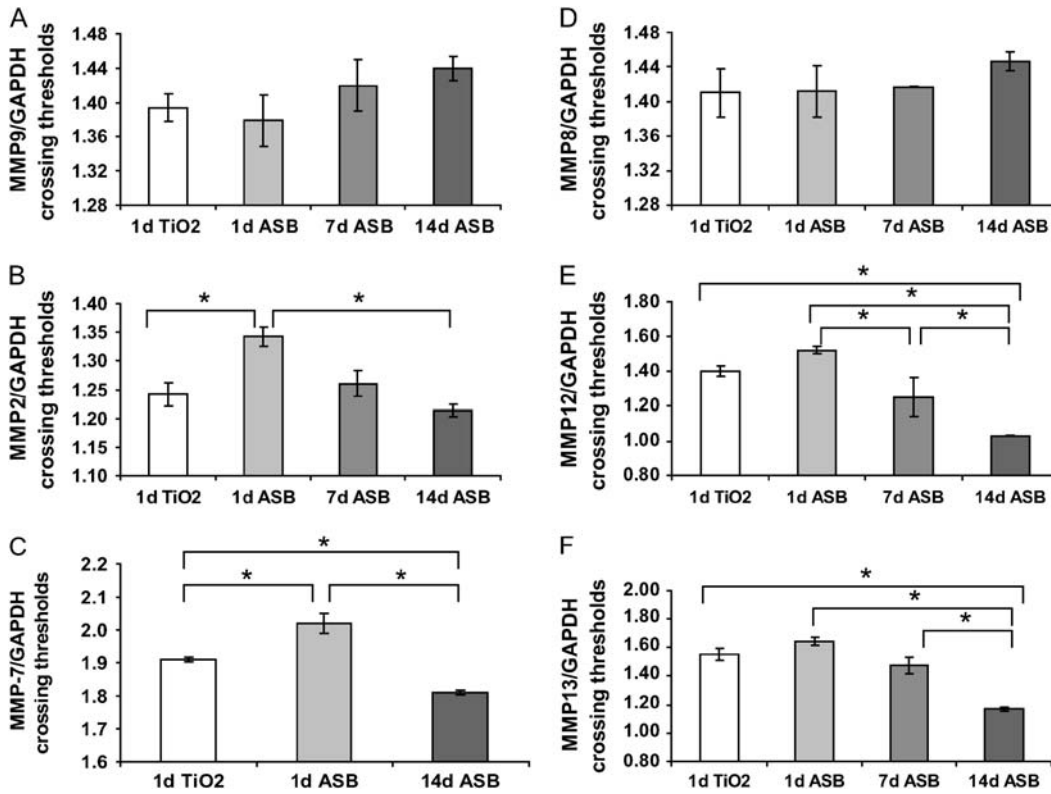 A
MMP9/GAPDH
crossing thresholds
1.48
1.44
1.40
1.36
1.32
1.28
1d TiO2 1d ASB 7d ASB 14d ASB
B
MMP2/GAPDH
crossing thresholds
1.40
1.35
1.30
1.25
1.20
1.15
1.10
* *
1d TiO2 1d ASB 7d ASB 14d ASB
C
MMP-7/GAPDH
crossing thresholds
2.2
2.1
2.0
1.9
1.8
1.7
1.6
*
* *
1d TiO2 1d ASB 14d ASB
D
MMP8/GAPDH
crossing thresholds
1.48
1.44
1.40
1.36
1.32
1.28
1d TiO2 1d ASB 7d ASB 14d ASB
E
MMP12/GAPDH
crossing thresholds
1.80
1.60
1.40
1.20
1.00
0.80
*
*
* *
1d TiO2 1d ASB 7d ASB 14d ASB
F
MMP13/GAPDH
crossing thresholds
2.00
1.80
1.60
1.40
1.20
1.00
0.80
*
*
*
1d TiO2 1d ASB 7d ASB 14d ASB